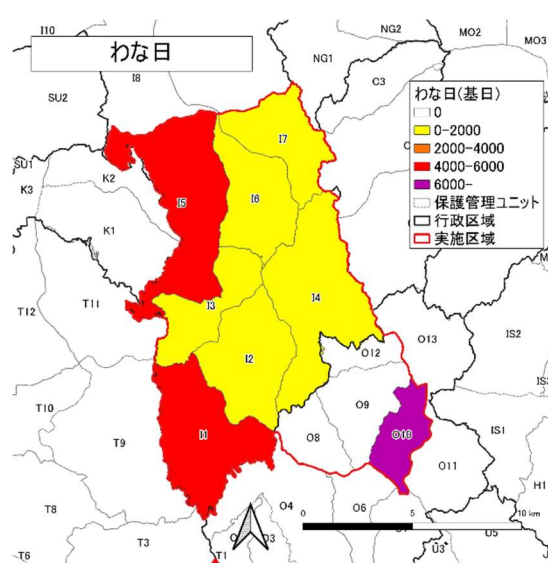 わな日
I10
I8
NG1
NG2
MO2
MO3
SU2
C3
わな日(基日)
0
0-2000
2000-4000
4000-6000
6000-
保護管理ユニット
行政区域
実施区域
SU1
K2
K3
I7
I5
I6
K1
T12
T11
I3
I4
O13
IS2
I2
O12
T10
O9
T9
I1
O8
O10
IS1
O11
H1
T8
O4
O6
0
5
10 km
T3
T1
U3
U5
T6